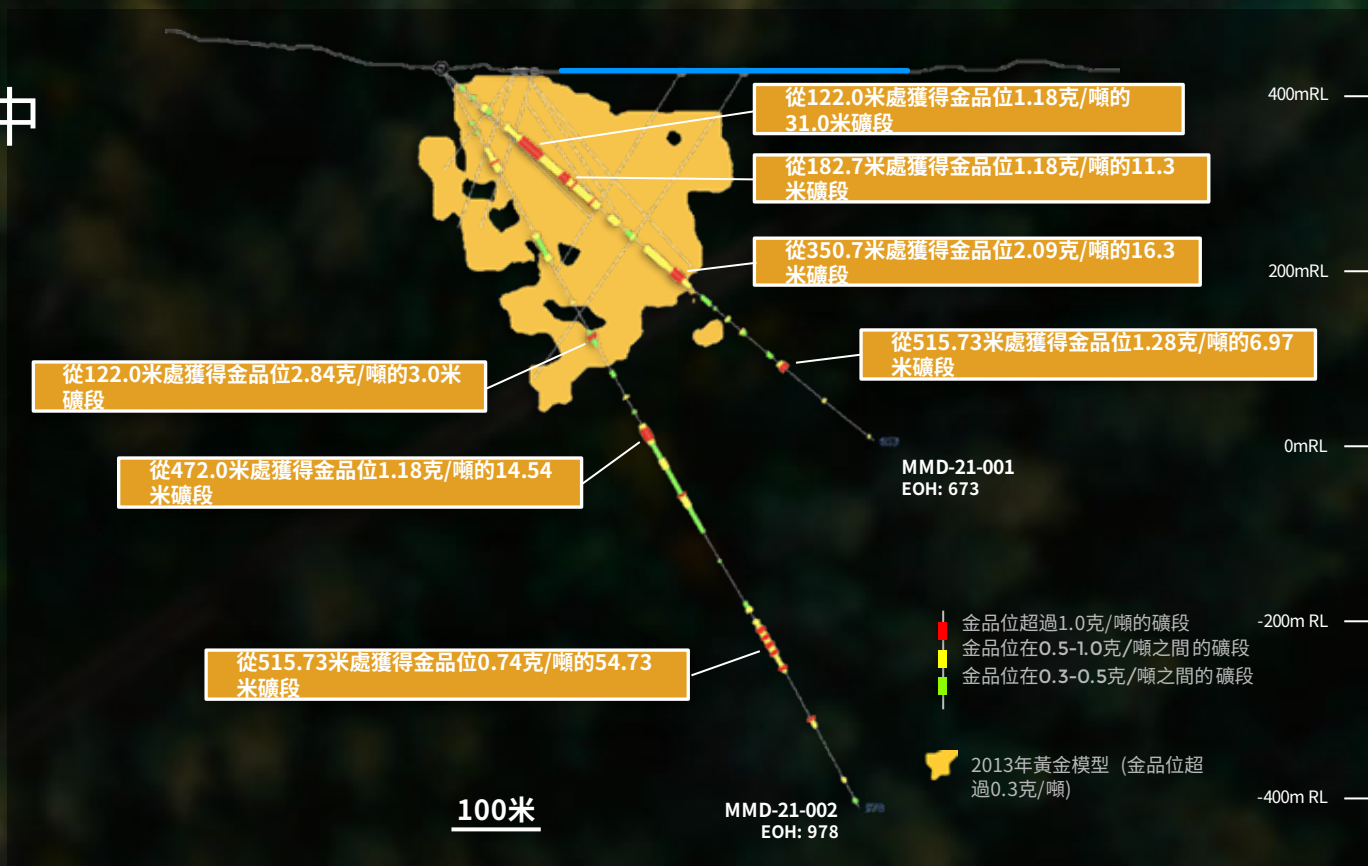 中
400mRL
從122.0米處獲得金品位1.18克/噸的
31.0米礦段
從182.7米處獲得金品位1.18克/噸的11.3
米礦段
從350.7米處獲得金品位2.09克/噸的16.3
米礦段
200mRL
從515.73米處獲得金品位1.28克/噸的6.97
米礦段
從122.0米處獲得金品位2.84克/噸的3.0米
礦段
0mRL
MMD-21-001
EOH: 673
從472.0米處獲得金品位1.18克/噸的14.54
米礦段
金品位超過1.0克/噸的礦段
金品位在0.5-1.0克/噸之間的礦段
金品位在0.3-0.5克/噸之間的礦段
-200m RL
從515.73米處獲得金品位0.74克/噸的54.73
米礦段
2013年黃金模型 (金品位超
過0.3克/噸)
-400m RL
100米
MMD-21-002
EOH: 978